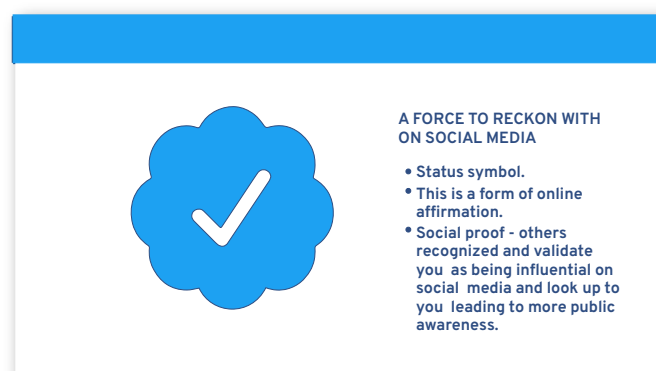 A FORCE TO RECKON WITH
ON SOCIAL MEDIA
• Status symbol.
• This is a form of online
affirmation.
• Social proof - others
recognized and validate
you as being influential on
social media and look up to
you leading to more public
awareness.